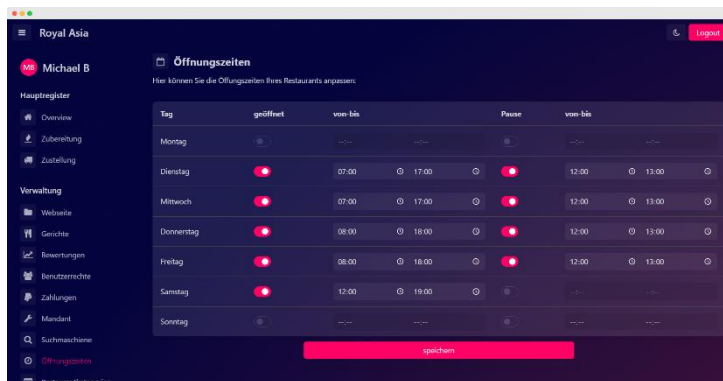 Royal Asia
Logout
MB Michael B
Hauptregister
Overview
Zubereitung
Zustellung
Verwaltung
Webseite
Gerichte
Bewertungen
Benutzerrechte
Zahlungen
Mandant
Suchmaschiene
Öffnungszeiten
Öffnungszeiten
Hier können Sie die Öffungszeiten Ihres Restaurants anpassen:
Tag geöffnet von-bis Pause von-bis
Montag --:-- --:-- --:-- --:--
Dienstag 07:00 17:00 12:00 13:00
Mittwoch 07:00 17:00 12:00 13:00
Donnerstag 08:00 18:00 12:00 13:00
Freitag 08:00 18:00 12:00 13:00
Samstag 12:00 19:00 --:-- --:--
Sonntag --:-- --:-- --:-- --:--
speichern